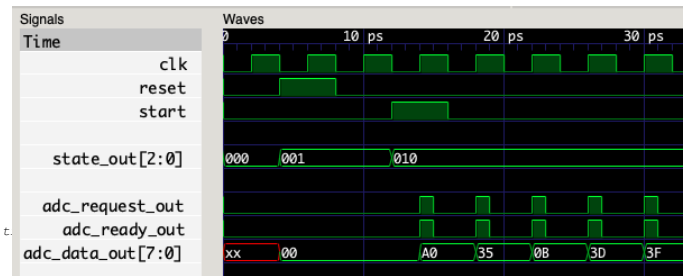 Signals
Waves
Time
0 10 ps 20 ps 30 ps
clk
reset
start
state_out[2:0] 000 001 010
adc_request_out
adc_ready_out
t.
adc_data_out[7:0] xx 00 A0 35 0B 3D 3F